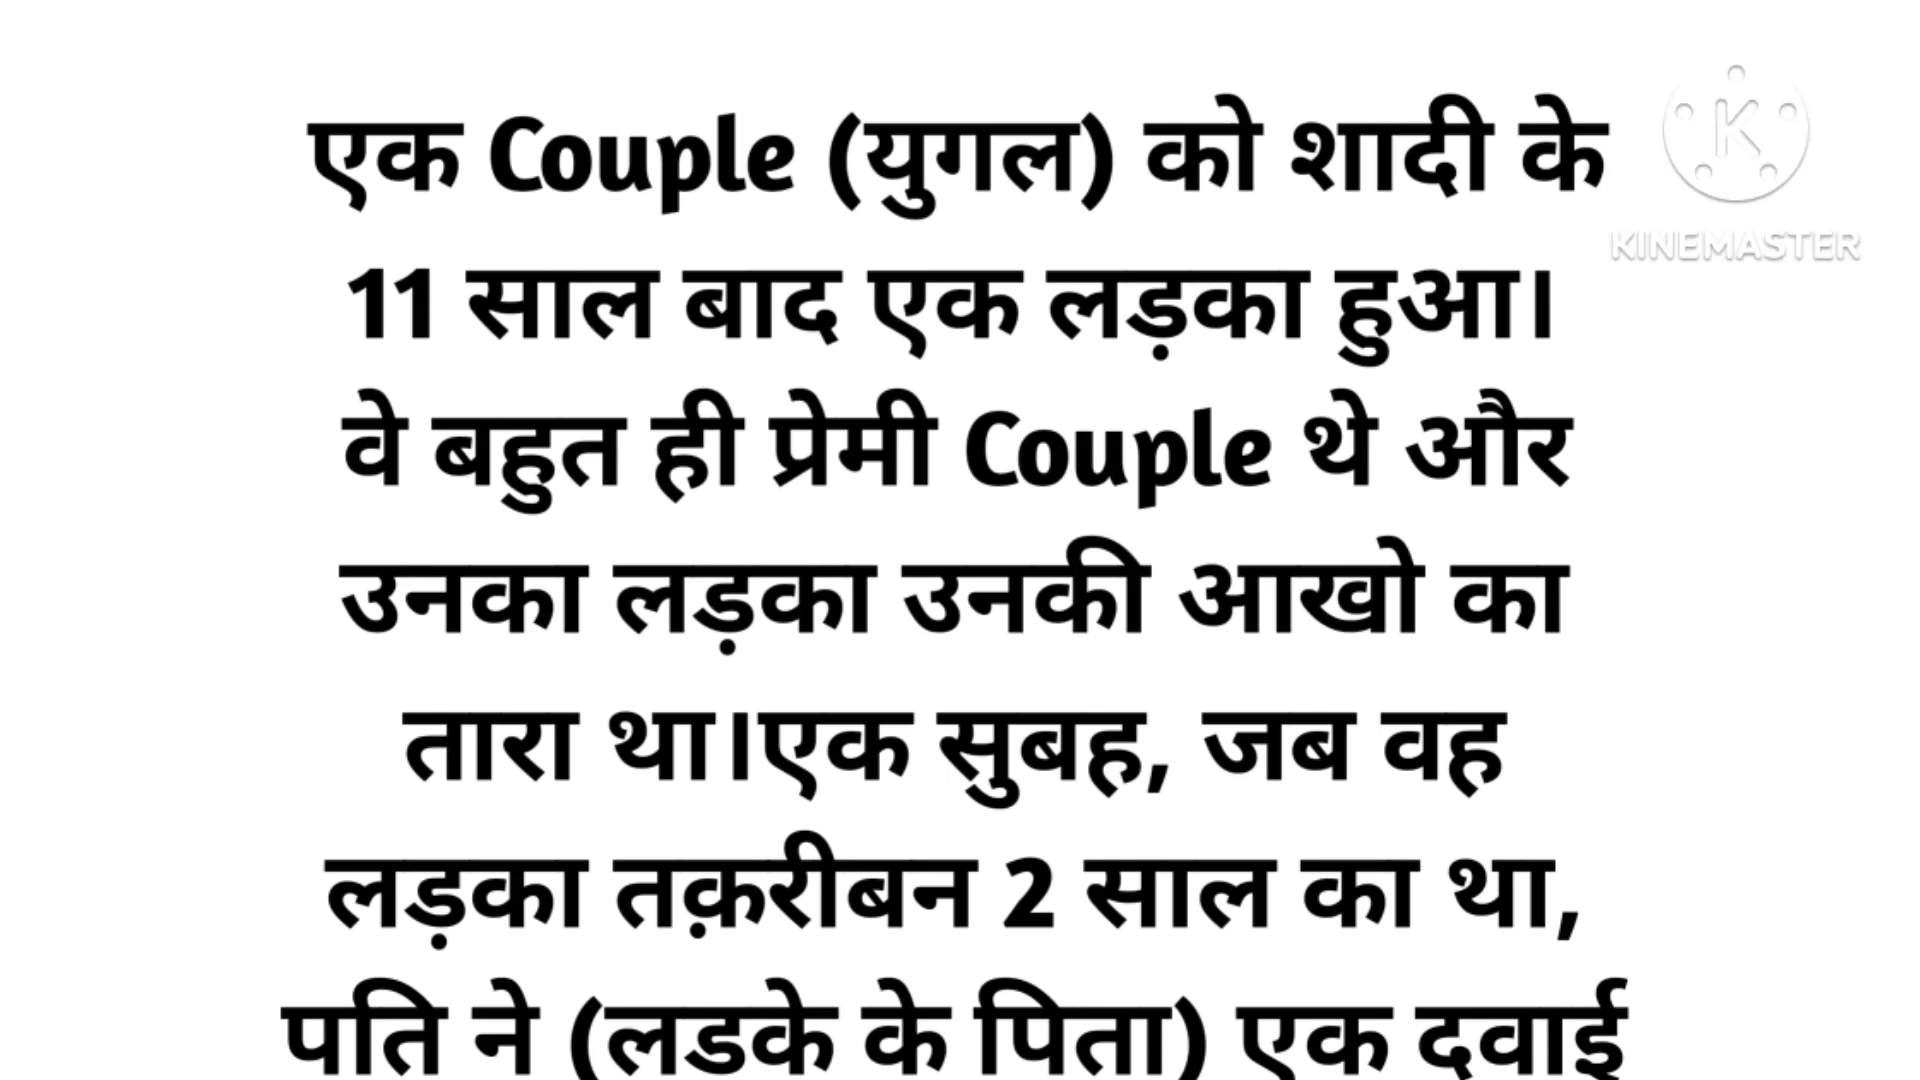 एक Couple (युगल) को शादी के
11 साल बाद एक लड़का हुआ।
वे बहुत ही प्रेमी Couple थे और
उनका लड़का उनकी आखो का
तारा था।एक सुबह, जब वह
लड़का तक़रीबन 2 साल का था,
पति ने (लडके के पिता) एक दवाई
K
KINEMASTER